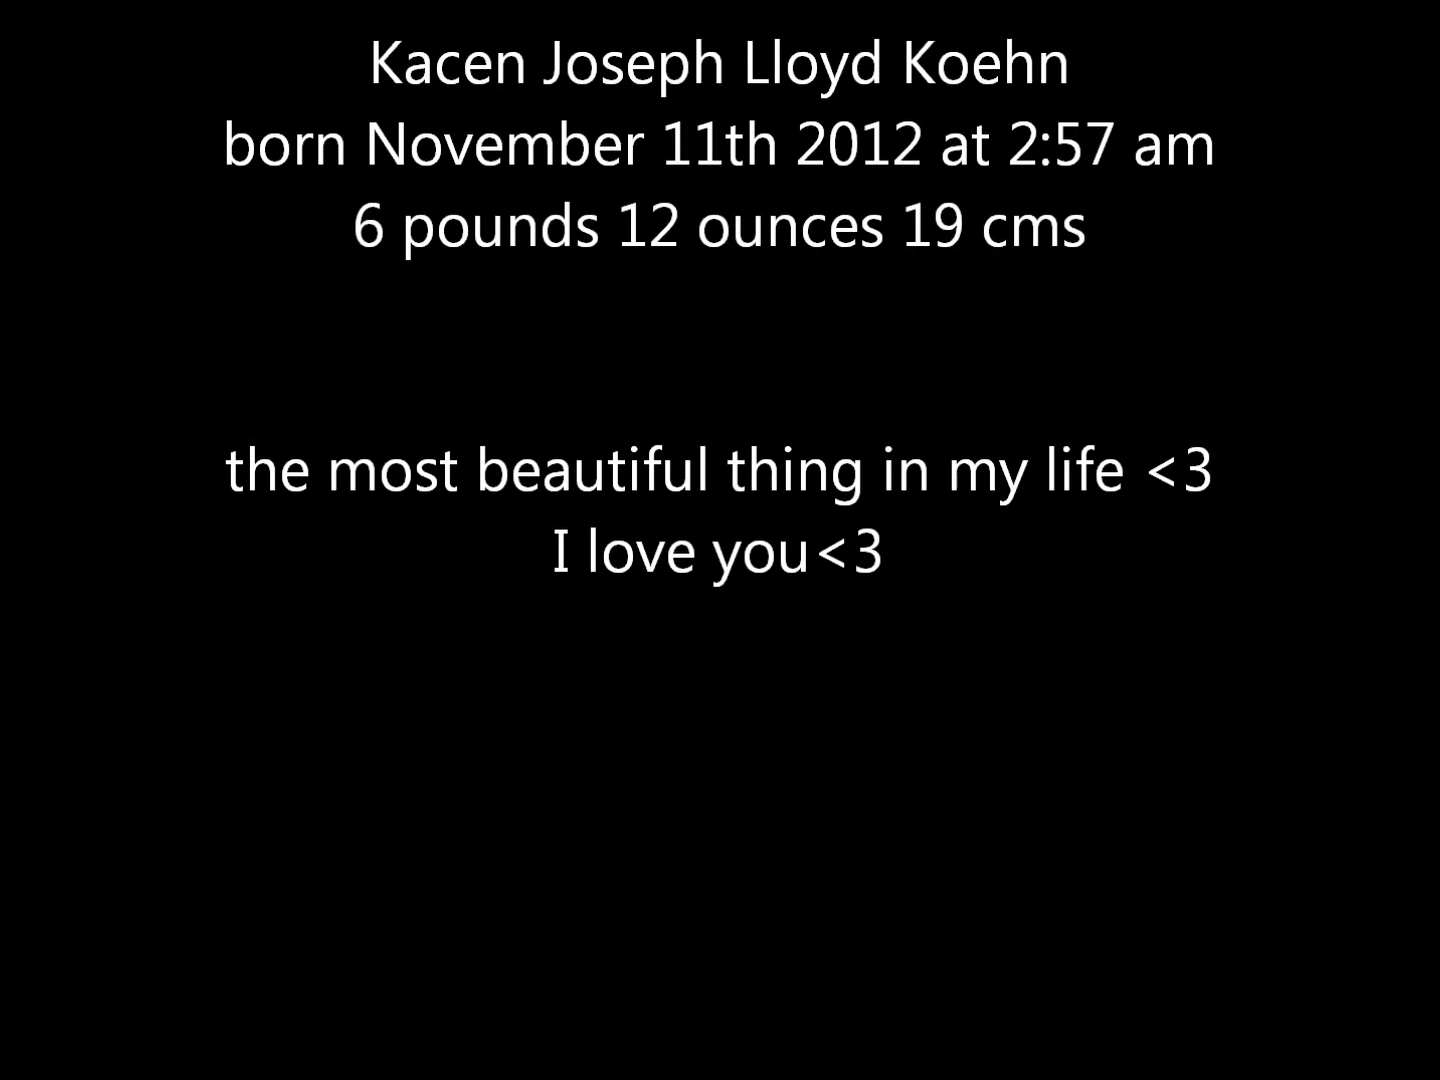 Kacen Joseph Lloyd Koehn
born November 11th 2012 at 2:57 am
6 pounds 12 ounces 19 cms
the most beautiful thing in my life <3
I love you<3